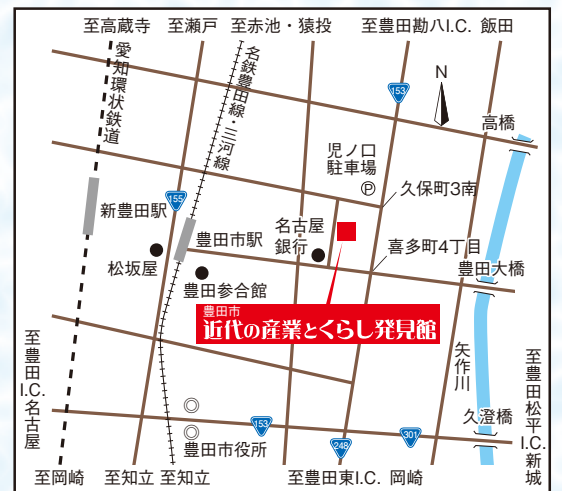 至高蔵寺
至瀬戸
至赤池・猿投
至豊田勘八I.C. 飯田
愛知環状鉄道
名鉄豊田線・三河線
153
N
高橋
児ノ口
駐車場
P
久保町3南
155
新豊田駅
豊田市駅
名古屋
銀行
喜多町4丁目
松坂屋
豊田参合館
豊田大橋
豊田市
近代の産業とくらし発見館
至豊田I.C.名古屋
矢作川
至豊田松平I.C.新城
久澄橋
153
301
248
豊田市役所
至岡崎
至知立
至知立
至豊田東I.C. 岡崎